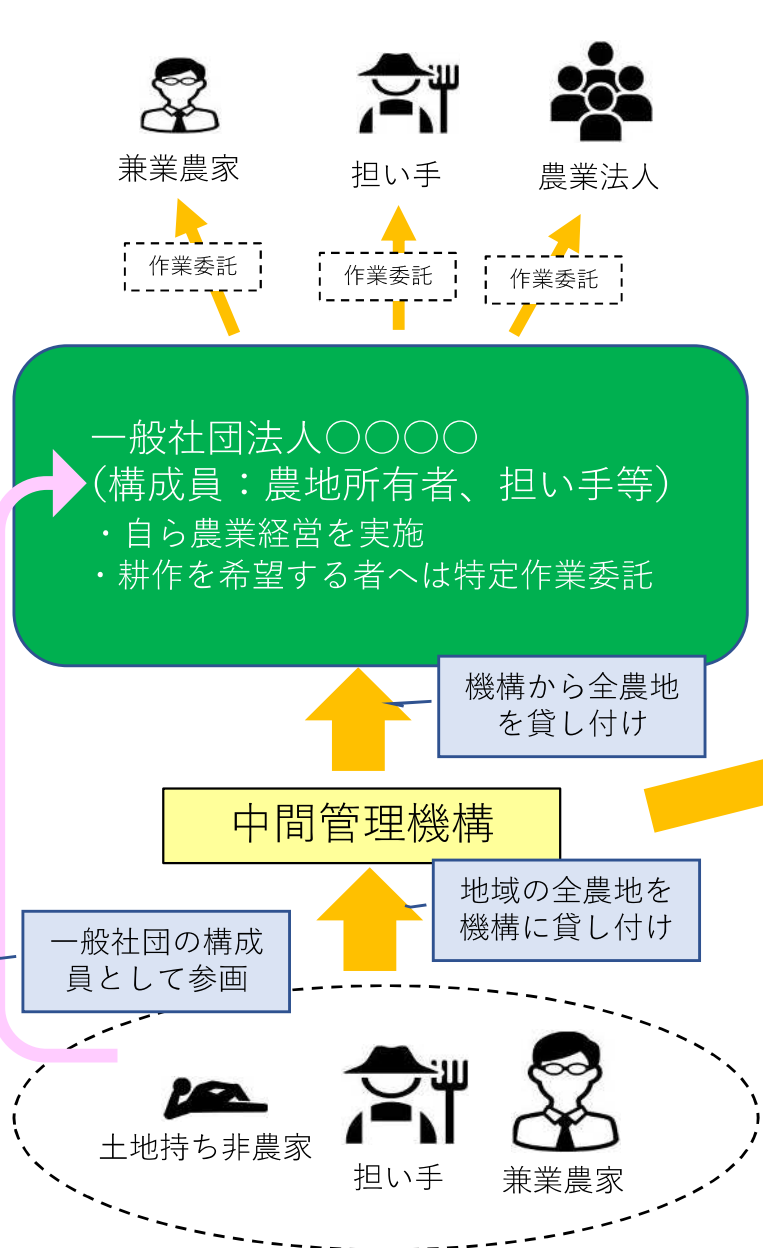 兼業農家
担い手
農業法人
作業委託
作業委託
作業委託
一般社団法人○○○○
（構成員：農地所有者、担い手等）
・自ら農業経営を実施
・耕作を希望する者へは特定作業委託
機構から全農地
を貸し付け
中間管理機構
地域の全農地を
機構に貸し付け
一般社団の構成
員として参画
土地持ち非農家
担い手
兼業農家